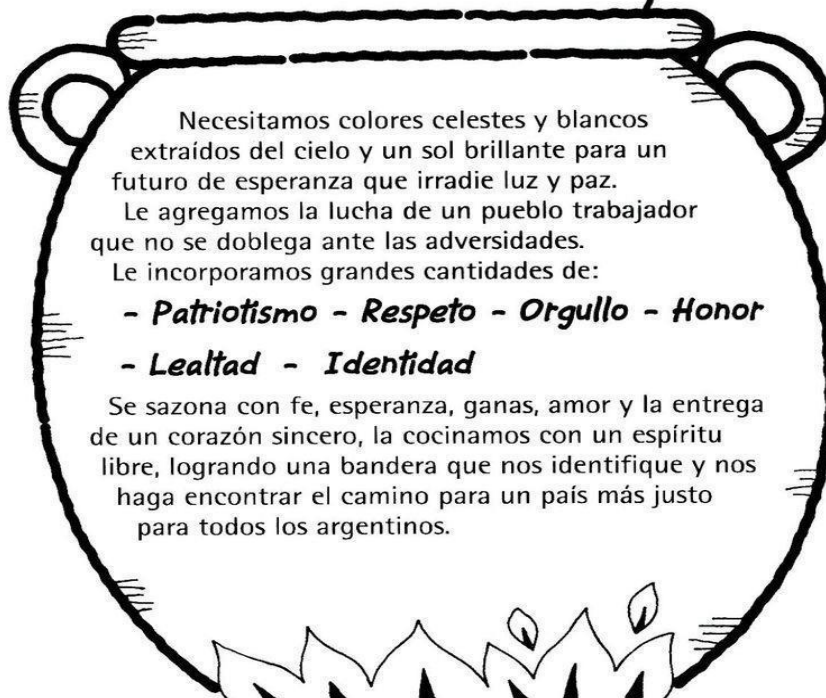 Necesitamos colores celestes y blancos
extraídos del cielo y un sol brillante para un
futuro de esperanza que irradie luz y paz.
Le agregamos la lucha de un pueblo trabajador
que no se doblega ante las adversidades.
Le incorporamos grandes cantidades de:
- Patriotismo - Respeto - Orgullo - Honor
- Lealtad - Identidad
Se sazona con fe, esperanza, ganas, amor y la entrega
de un corazón sincero, la cocinamos con un espíritu
libre, logrando una bandera que nos identifique y nos
haga encontrar el camino para un país más justo
para todos los argentinos.